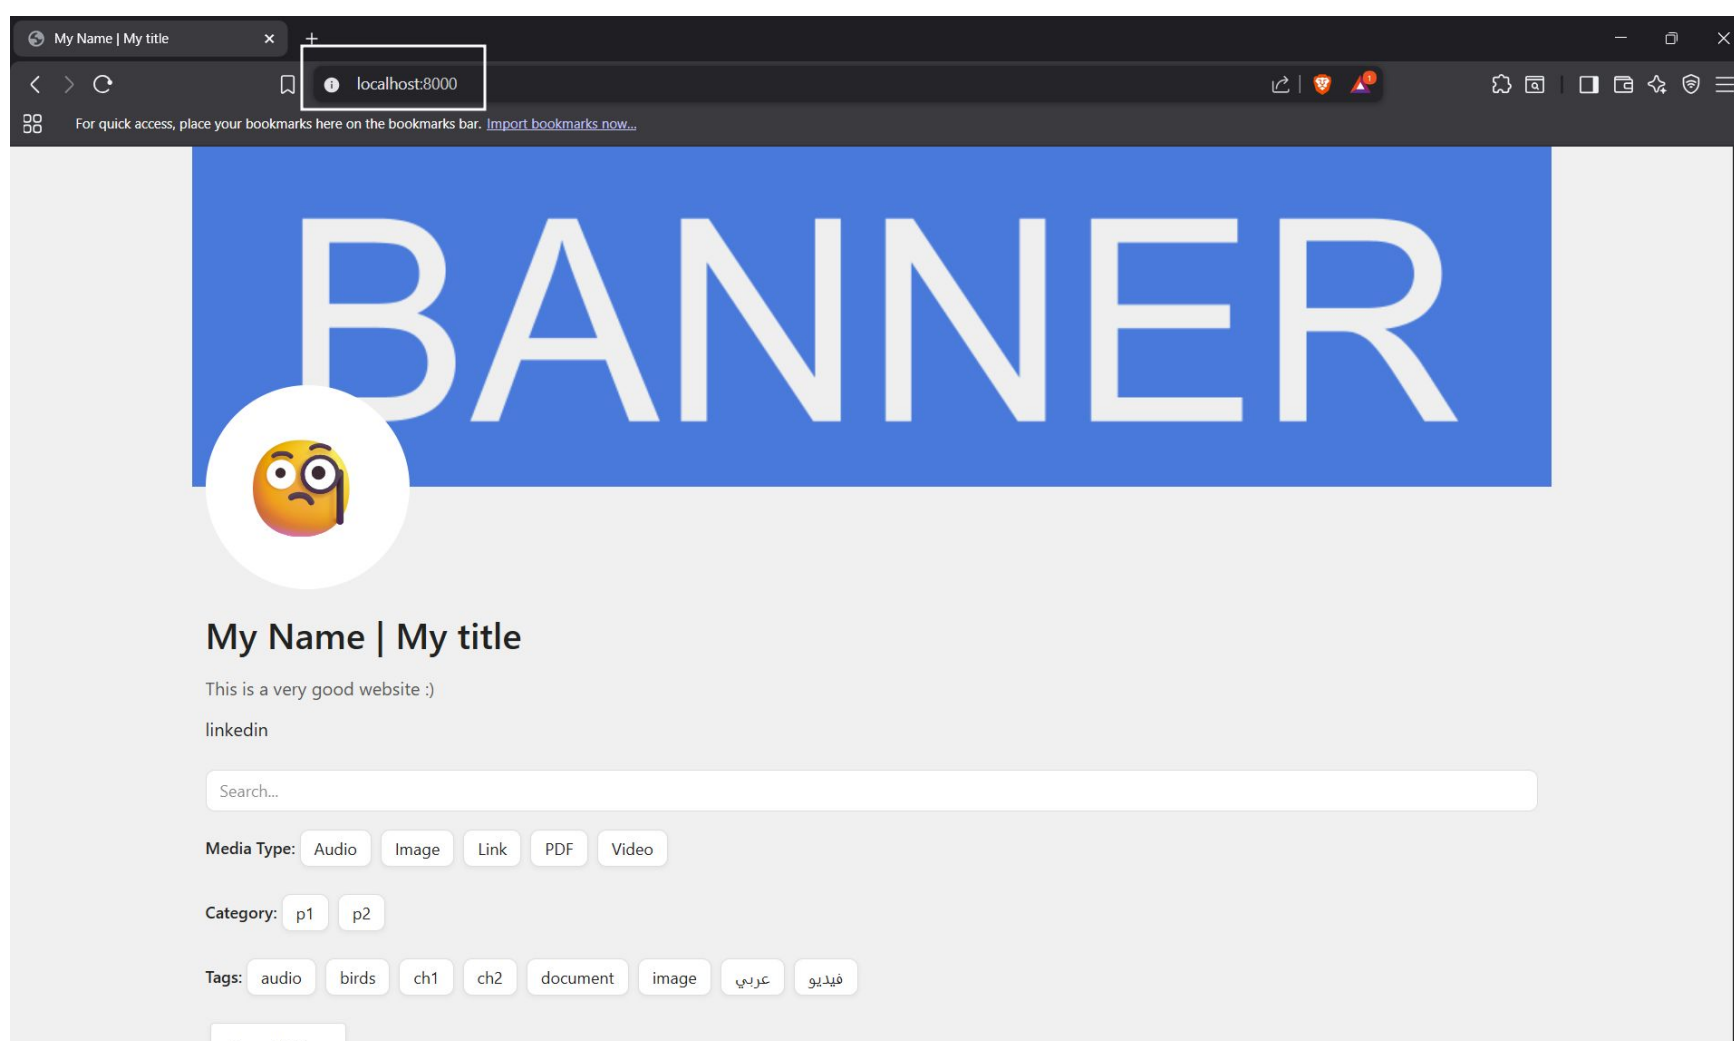 My Name | My title
localhost:8000
1
For quick access, place your bookmarks here on the bookmarks bar. Import bookmarks now...
BANNER
My Name | My title
This is a very good website :)
linkedin
Search...
Media Type: Audio Image Link PDF Video
Category: p1 p2
Tags: audio birds ch1 ch2 document image عربي فيديو